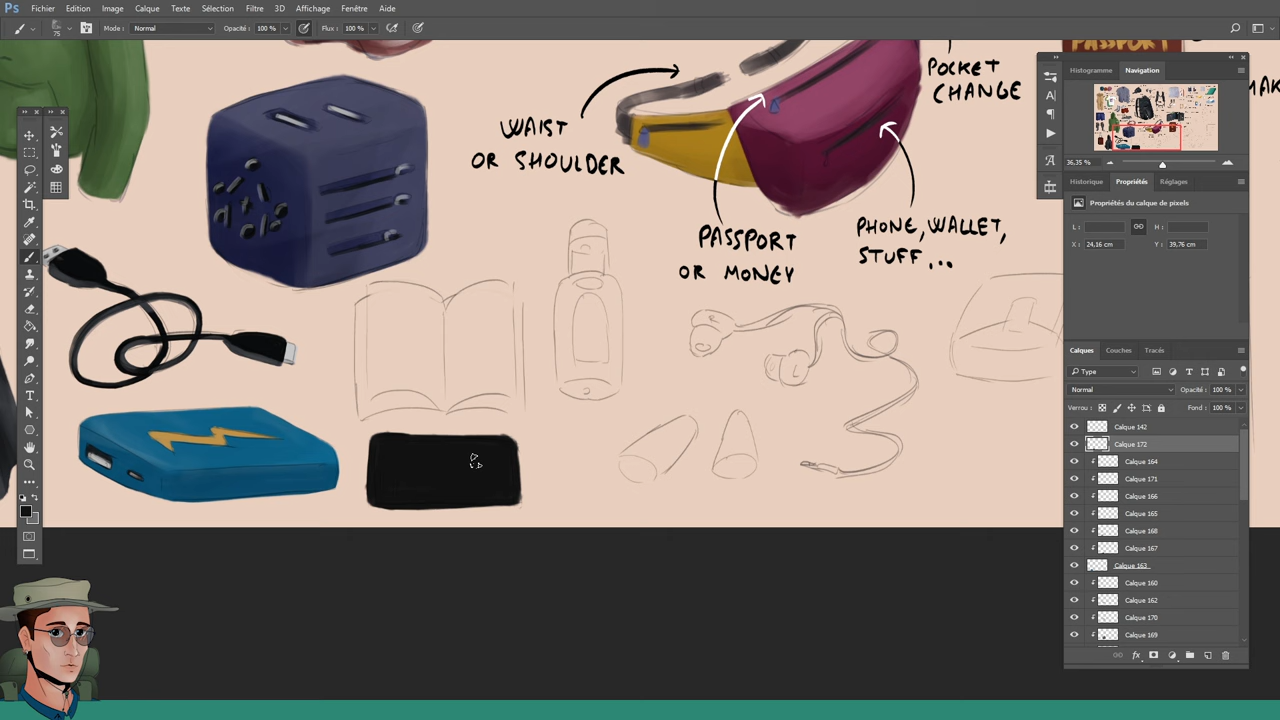 Ps Fichier Edition Image Calque Texte Sélection Filtre 3D Affichage Fenêtre Aide
75 Mode : Normal Opacité : 100 % Flux : 100 %
PASSPORT
POCKET
CHANGE
WAIST
OR SHOULDER
PASSPORT
OR MONEY
PHONE, WALLET,
STUFF...
Histogramme Navigation
36,35 %
Historique Propriétés Réglages
Propriétés du calque de pixels
L : H :
X : 24,16 cm Y : 39,76 cm
Calques Couches Tracés
Type
Normal Opacité : 100 %
Verrou : Fond : 100 %
Calque 142
Calque 172
Calque 164
Calque 171
Calque 166
Calque 165
Calque 168
Calque 167
Calque 163
Calque 160
Calque 162
Calque 170
Calque 169